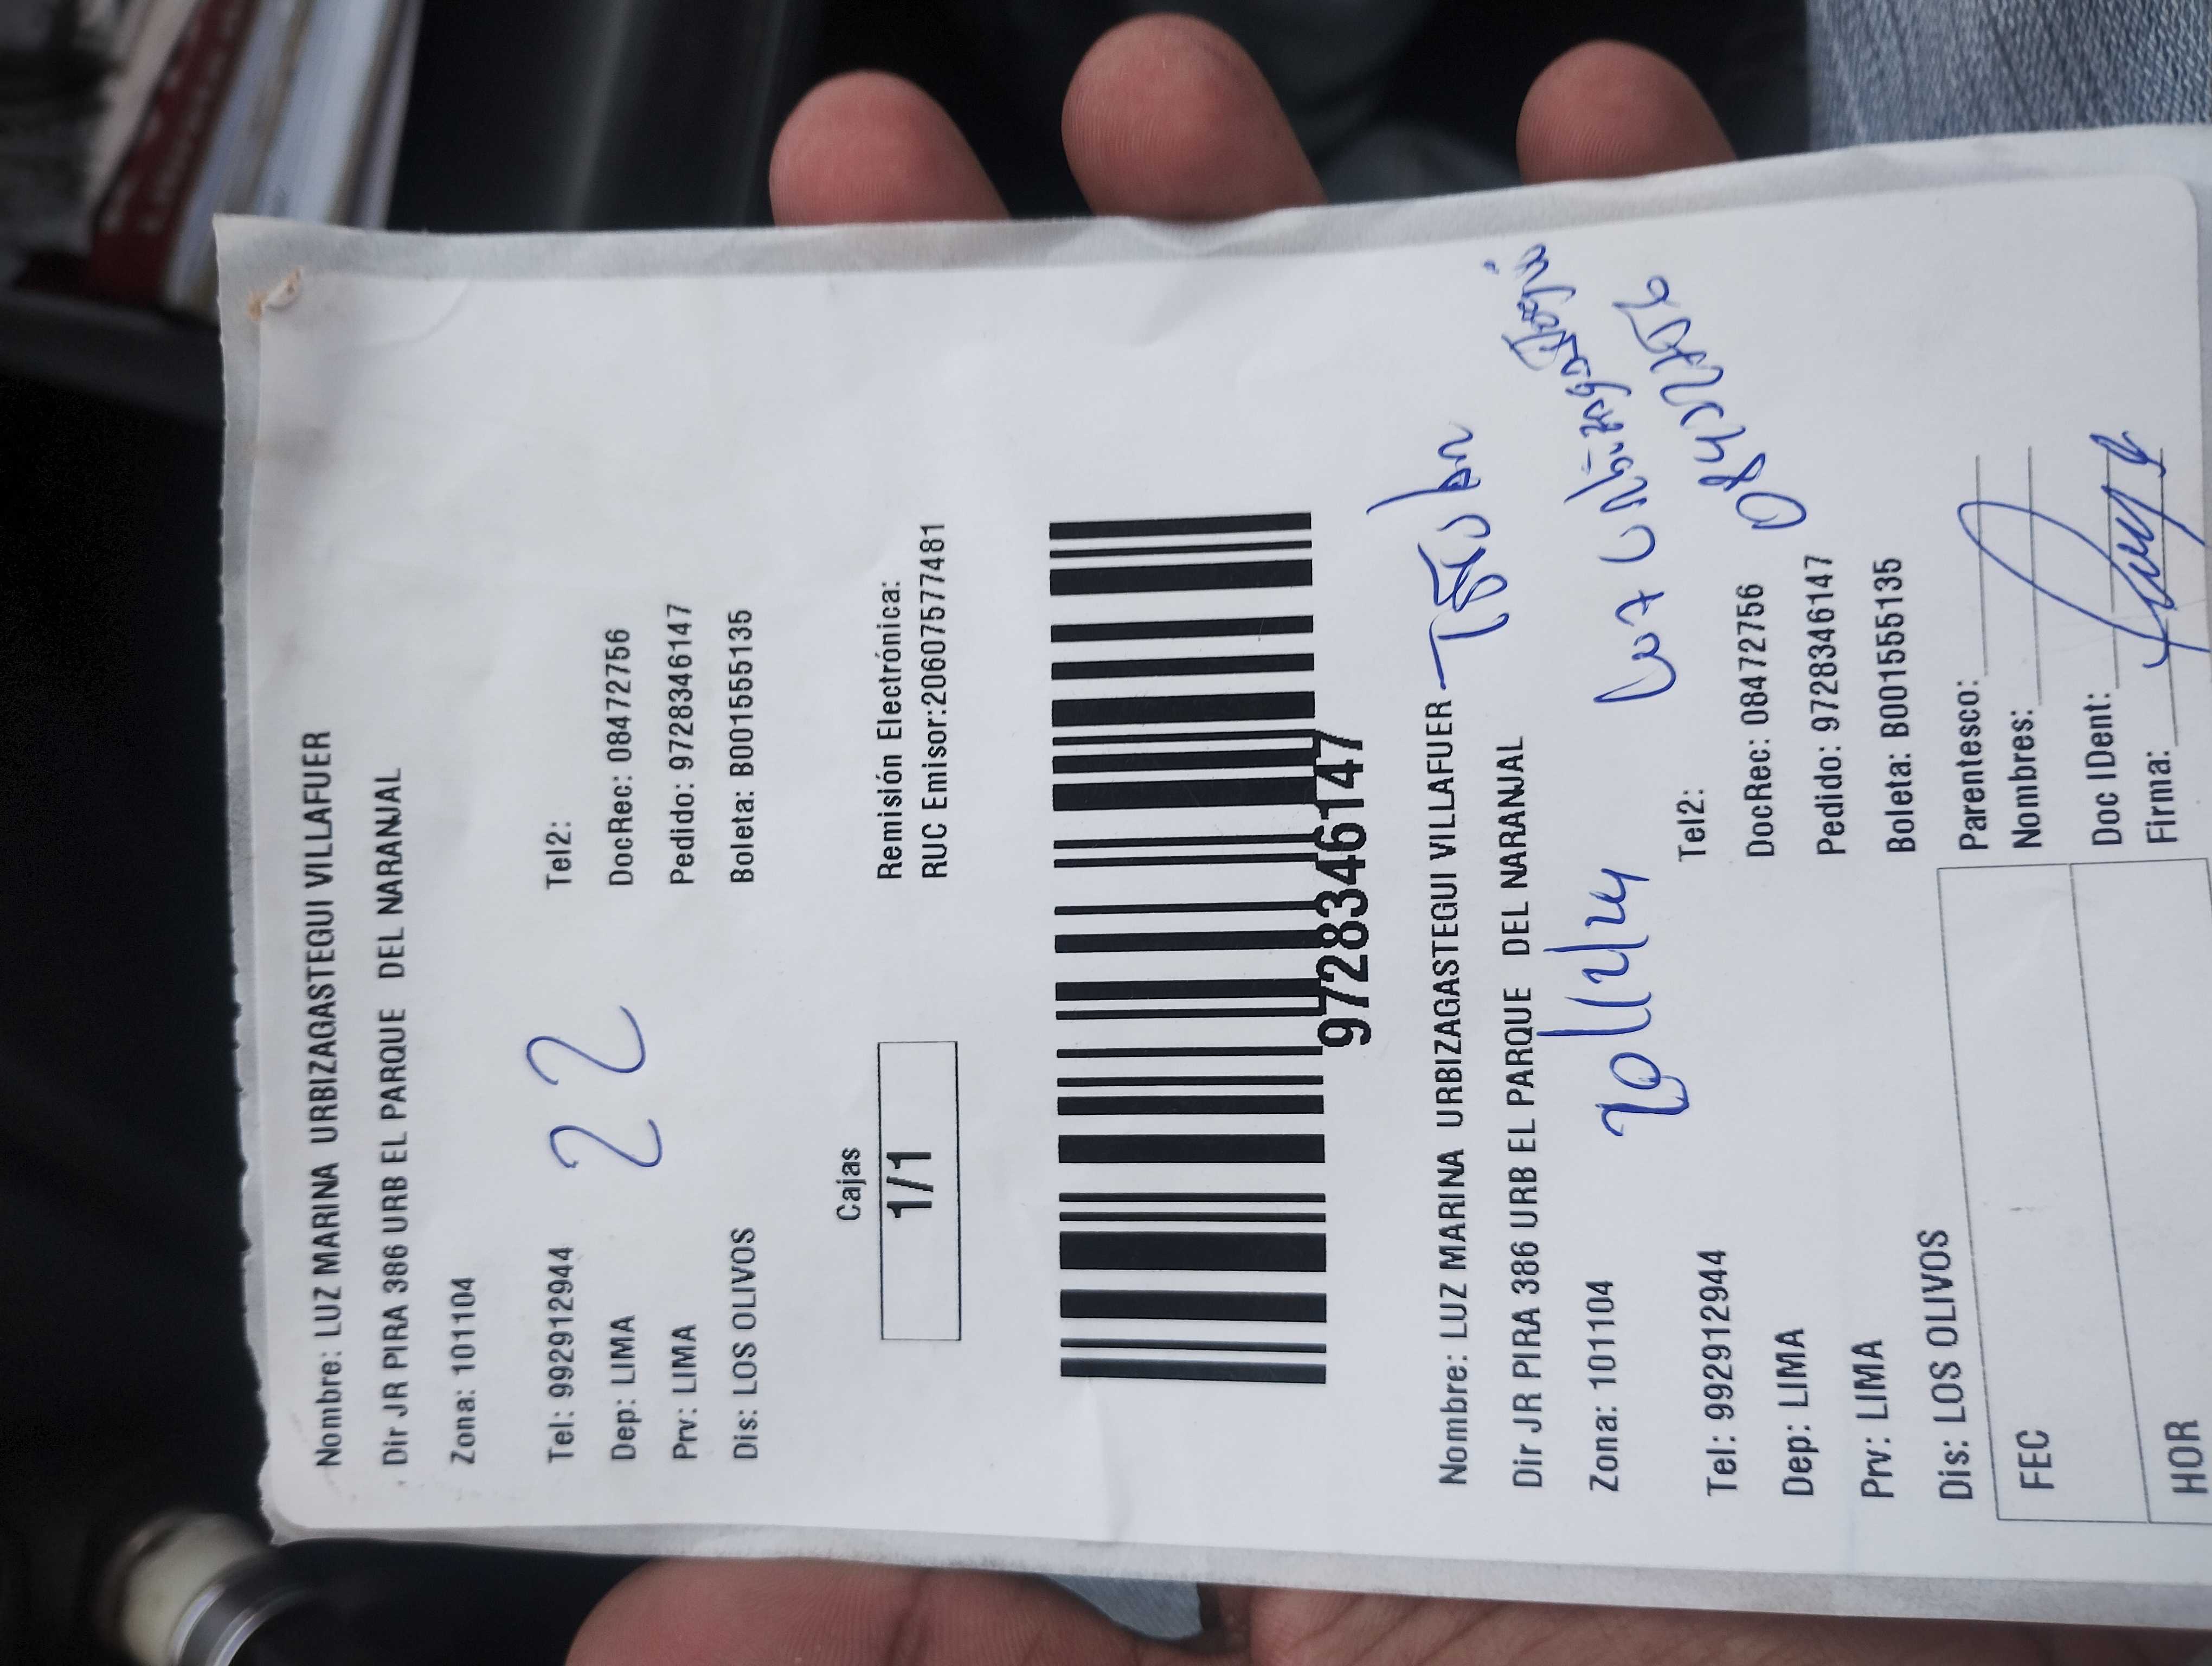 Nombre: LUZ MARINA URBIZAGASTEGUI VILLAFUER
Dir JR PIRA 386 URB EL PARQUE DEL NARANJAL
Zona: 101104
22
Tel: 992912944 Tel2:
Dep: LIMA DocRec: 08472756
Prv: LIMA Pedido: 9728346147
Dis: LOS OLIVOS Boleta: B001555135
Cajas
1/1
Remisión Electrónica:
RUC Emisor:20607577481
9728346147
Nombre: LUZ MARINA URBIZAGASTEGUI VILLAFUER
Dir JR PIRA 386 URB EL PARQUE DEL NARANJAL
20/12/24
Luz Urbizagastegui
08472756
Zona: 101104
Tel: 992912944 Tel2:
Dep: LIMA DocRec: 08472756
Prv: LIMA Pedido: 9728346147
Dis: LOS OLIVOS Boleta: B001555135
FEC Parentesco:
Nombres:
HOR Doc IDent:
Firma: